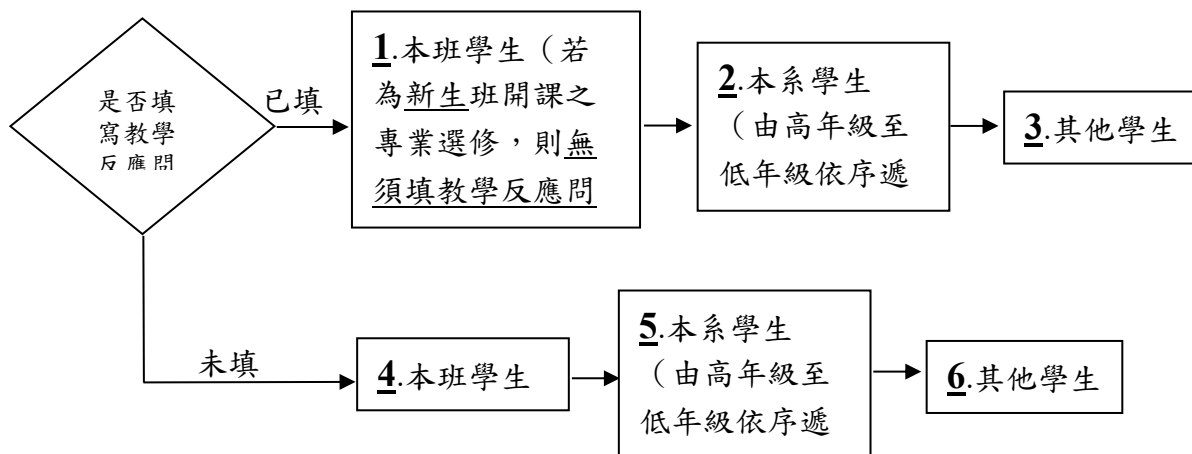 是否填
寫教學
反應問
已填
1.本班學生（若
為新生班開課之
專業選修，則無
須填教學反應問
2.本系學生
（由高年級至
低年級依序遞
3.其他學生
未填
4.本班學生
5.本系學生
（由高年級至
低年級依序遞
6.其他學生